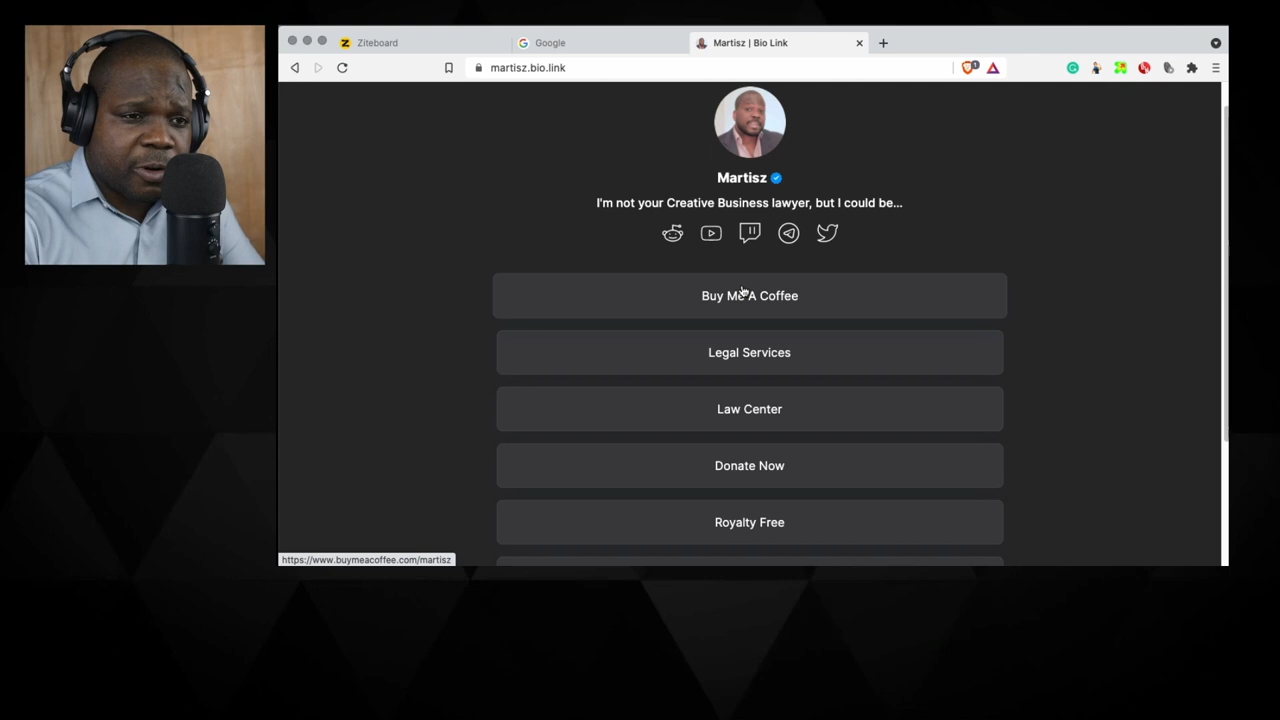 Ziteboard
Google
Martisz | Bio Link
martisz.bio.link
1
Martisz
I'm not your Creative Business lawyer, but I could be...
Buy Me A Coffee
Legal Services
Law Center
Donate Now
Royalty Free
https://www.buymeacoffee.com/martisz